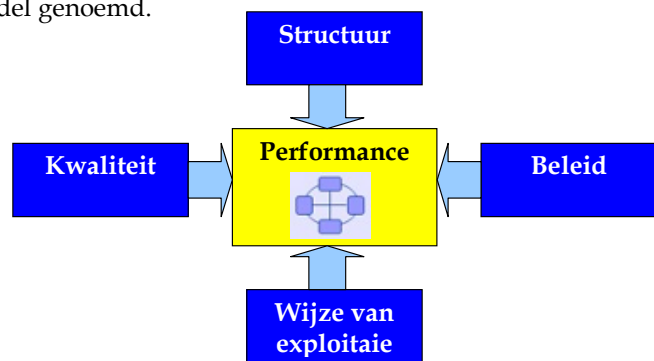 del genoemd.
Structuur
Kwaliteit
Performance
Beleid
Wijze van
exploitaie